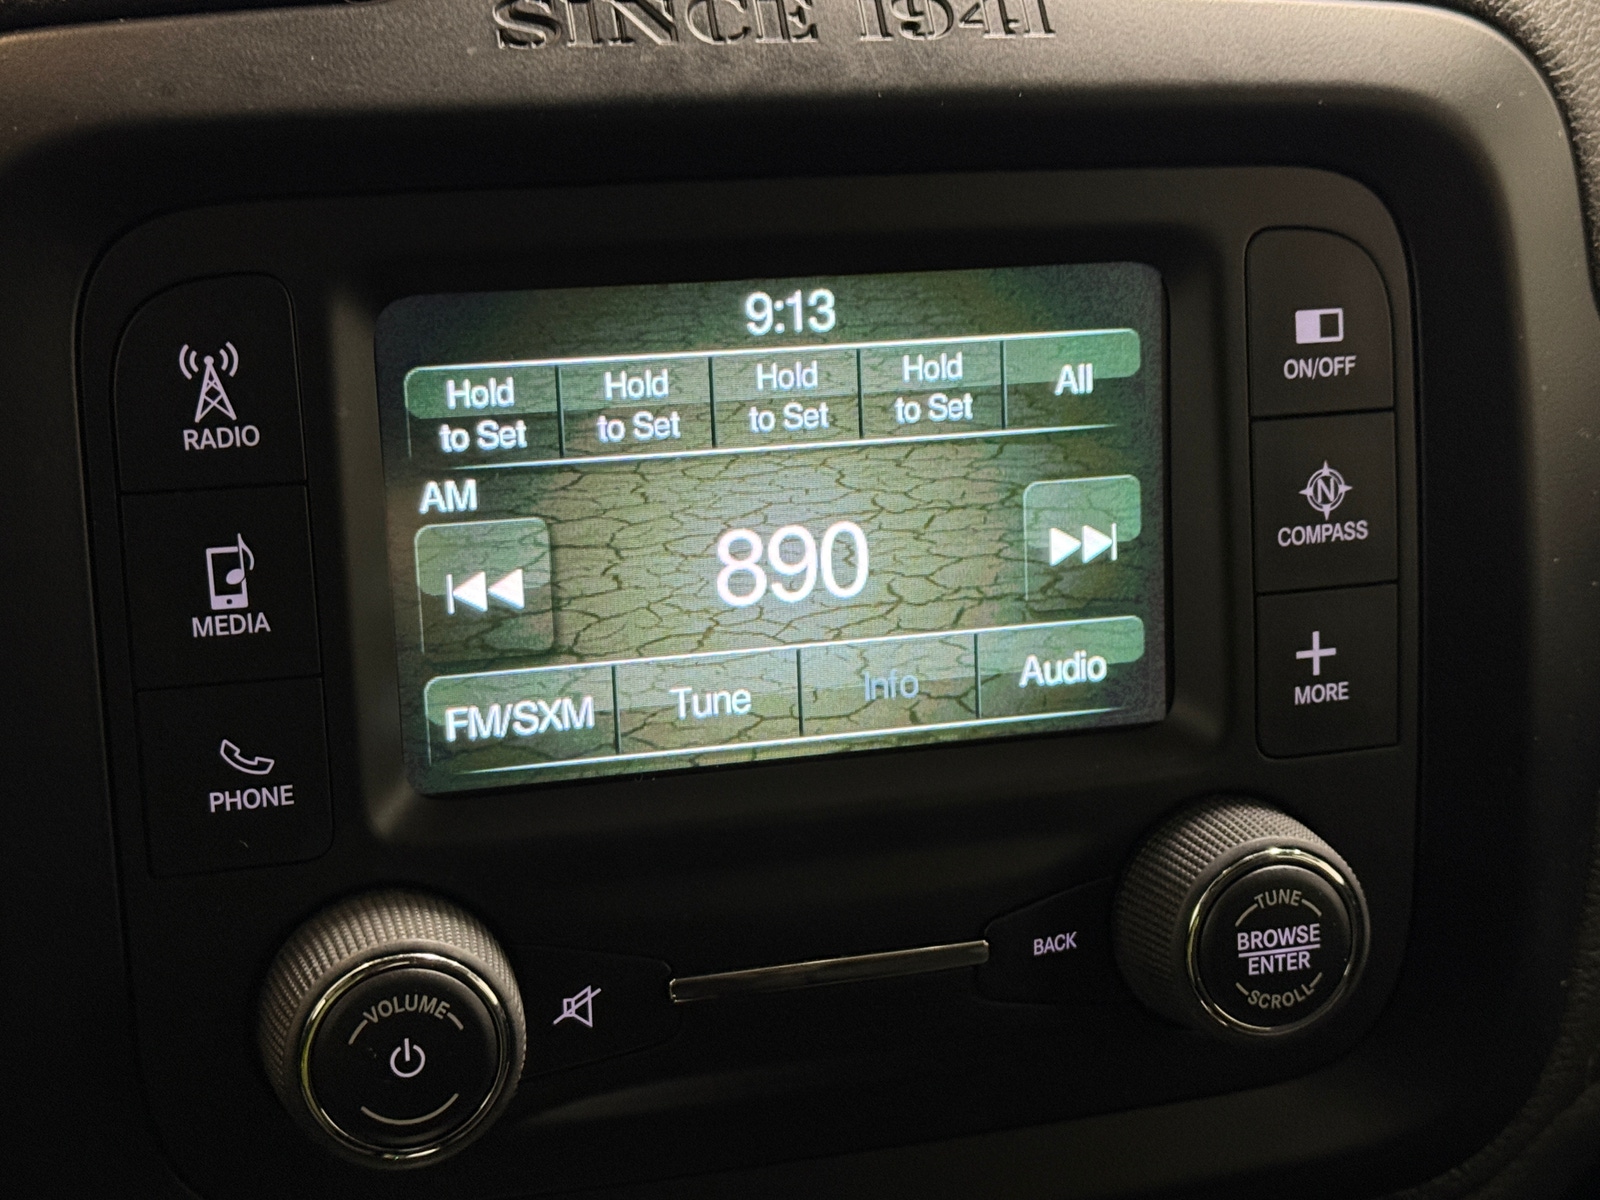 SINCE 1941
9:13
Hold to Set
Hold to Set
Hold to Set
Hold to Set
All
AM
890
FM/SXM
Tune
Info
Audio
RADIO
MEDIA
PHONE
ON/OFF
N
COMPASS
MORE
VOLUME
BACK
TUNE
BROWSE
ENTER
SCROLL